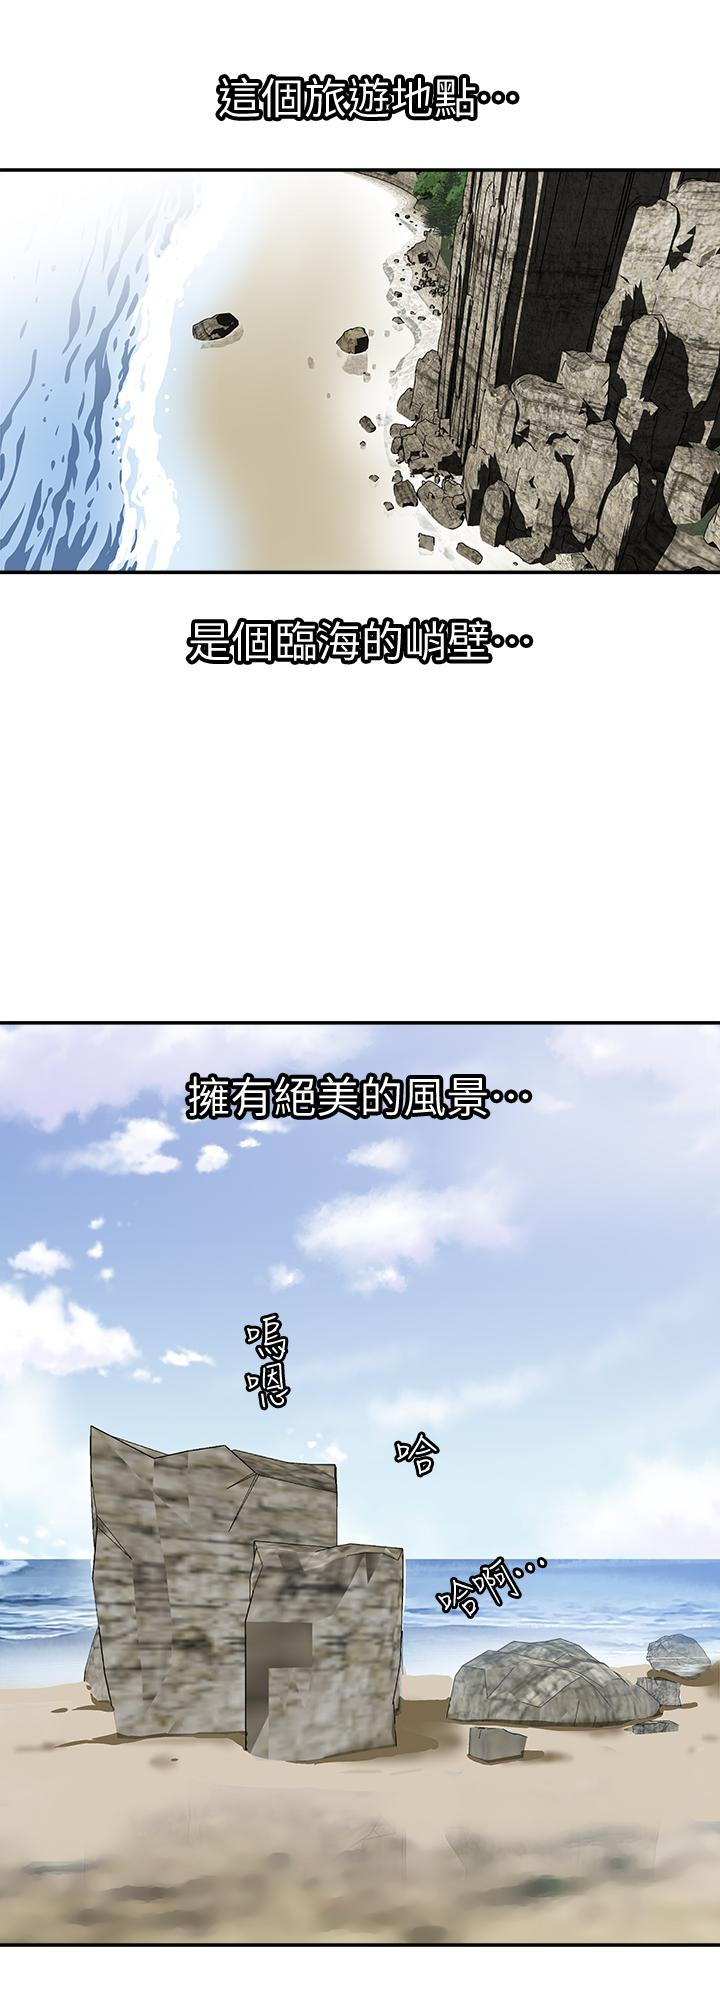 這個旅遊地點⋯
是個臨海的峭壁⋯
擁有絕美的風景⋯
嗚嗯
哈
哈啊⋯